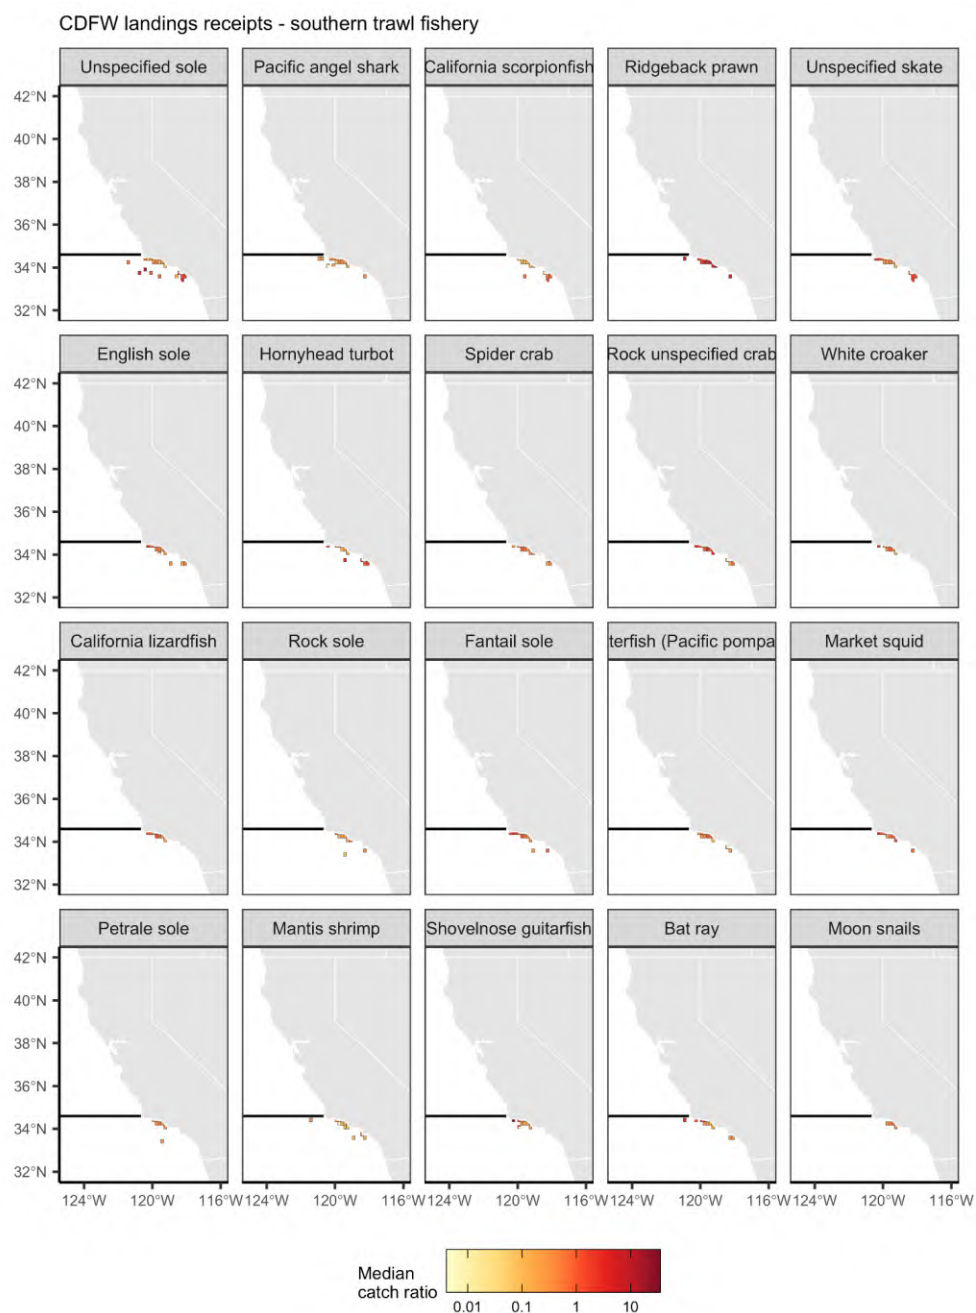 CDFW landings receipts - southern trawl fishery
Unspecified sole Pacific angel shark California scorpionfish Ridgeback prawn Unspecified skate
42°N
40°N
38°N
36°N
34°N
32°N
English sole Hornyhead turbot Spider crab Rock unspecified crab White croaker
42°N
40°N
38°N
36°N
34°N
32°N
California lizardfish Rock sole Fantail sole terfish (Pacific pompa Market squid
42°N
40°N
38°N
36°N
34°N
32°N
Petrale sole Mantis shrimp Shovelnose guitarfish Bat ray Moon snails
42°N
40°N
38°N
36°N
34°N
32°N
124°W 120°W 116°W 124°W 120°W 116°W 124°W 120°W 116°W 124°W 120°W 116°W 124°W 120°W 116°W
Median
catch ratio
0.01 0.1 1 10